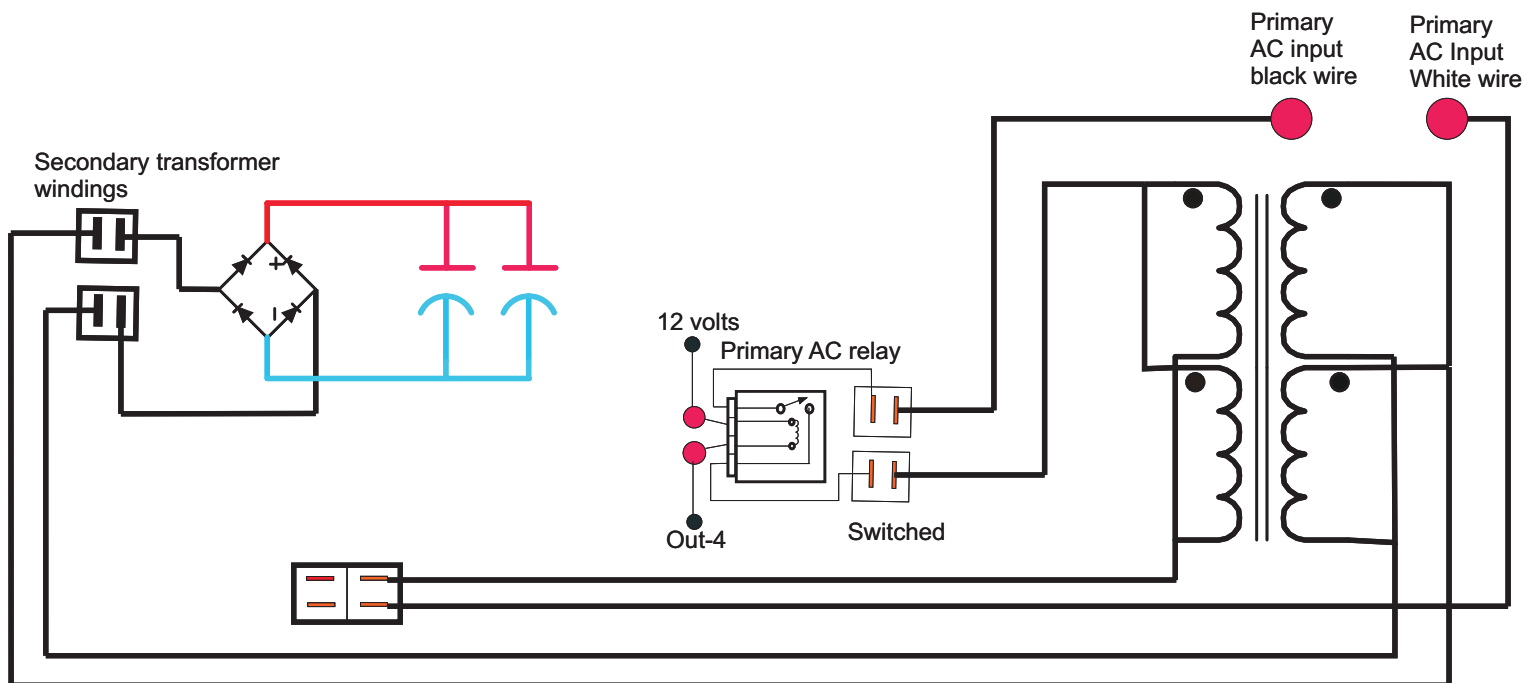 Primary
AC input
black wire
Primary
AC Input
White wire
Secondary transformer
windings
+
–
12 volts
Primary AC relay
Out-4
Switched